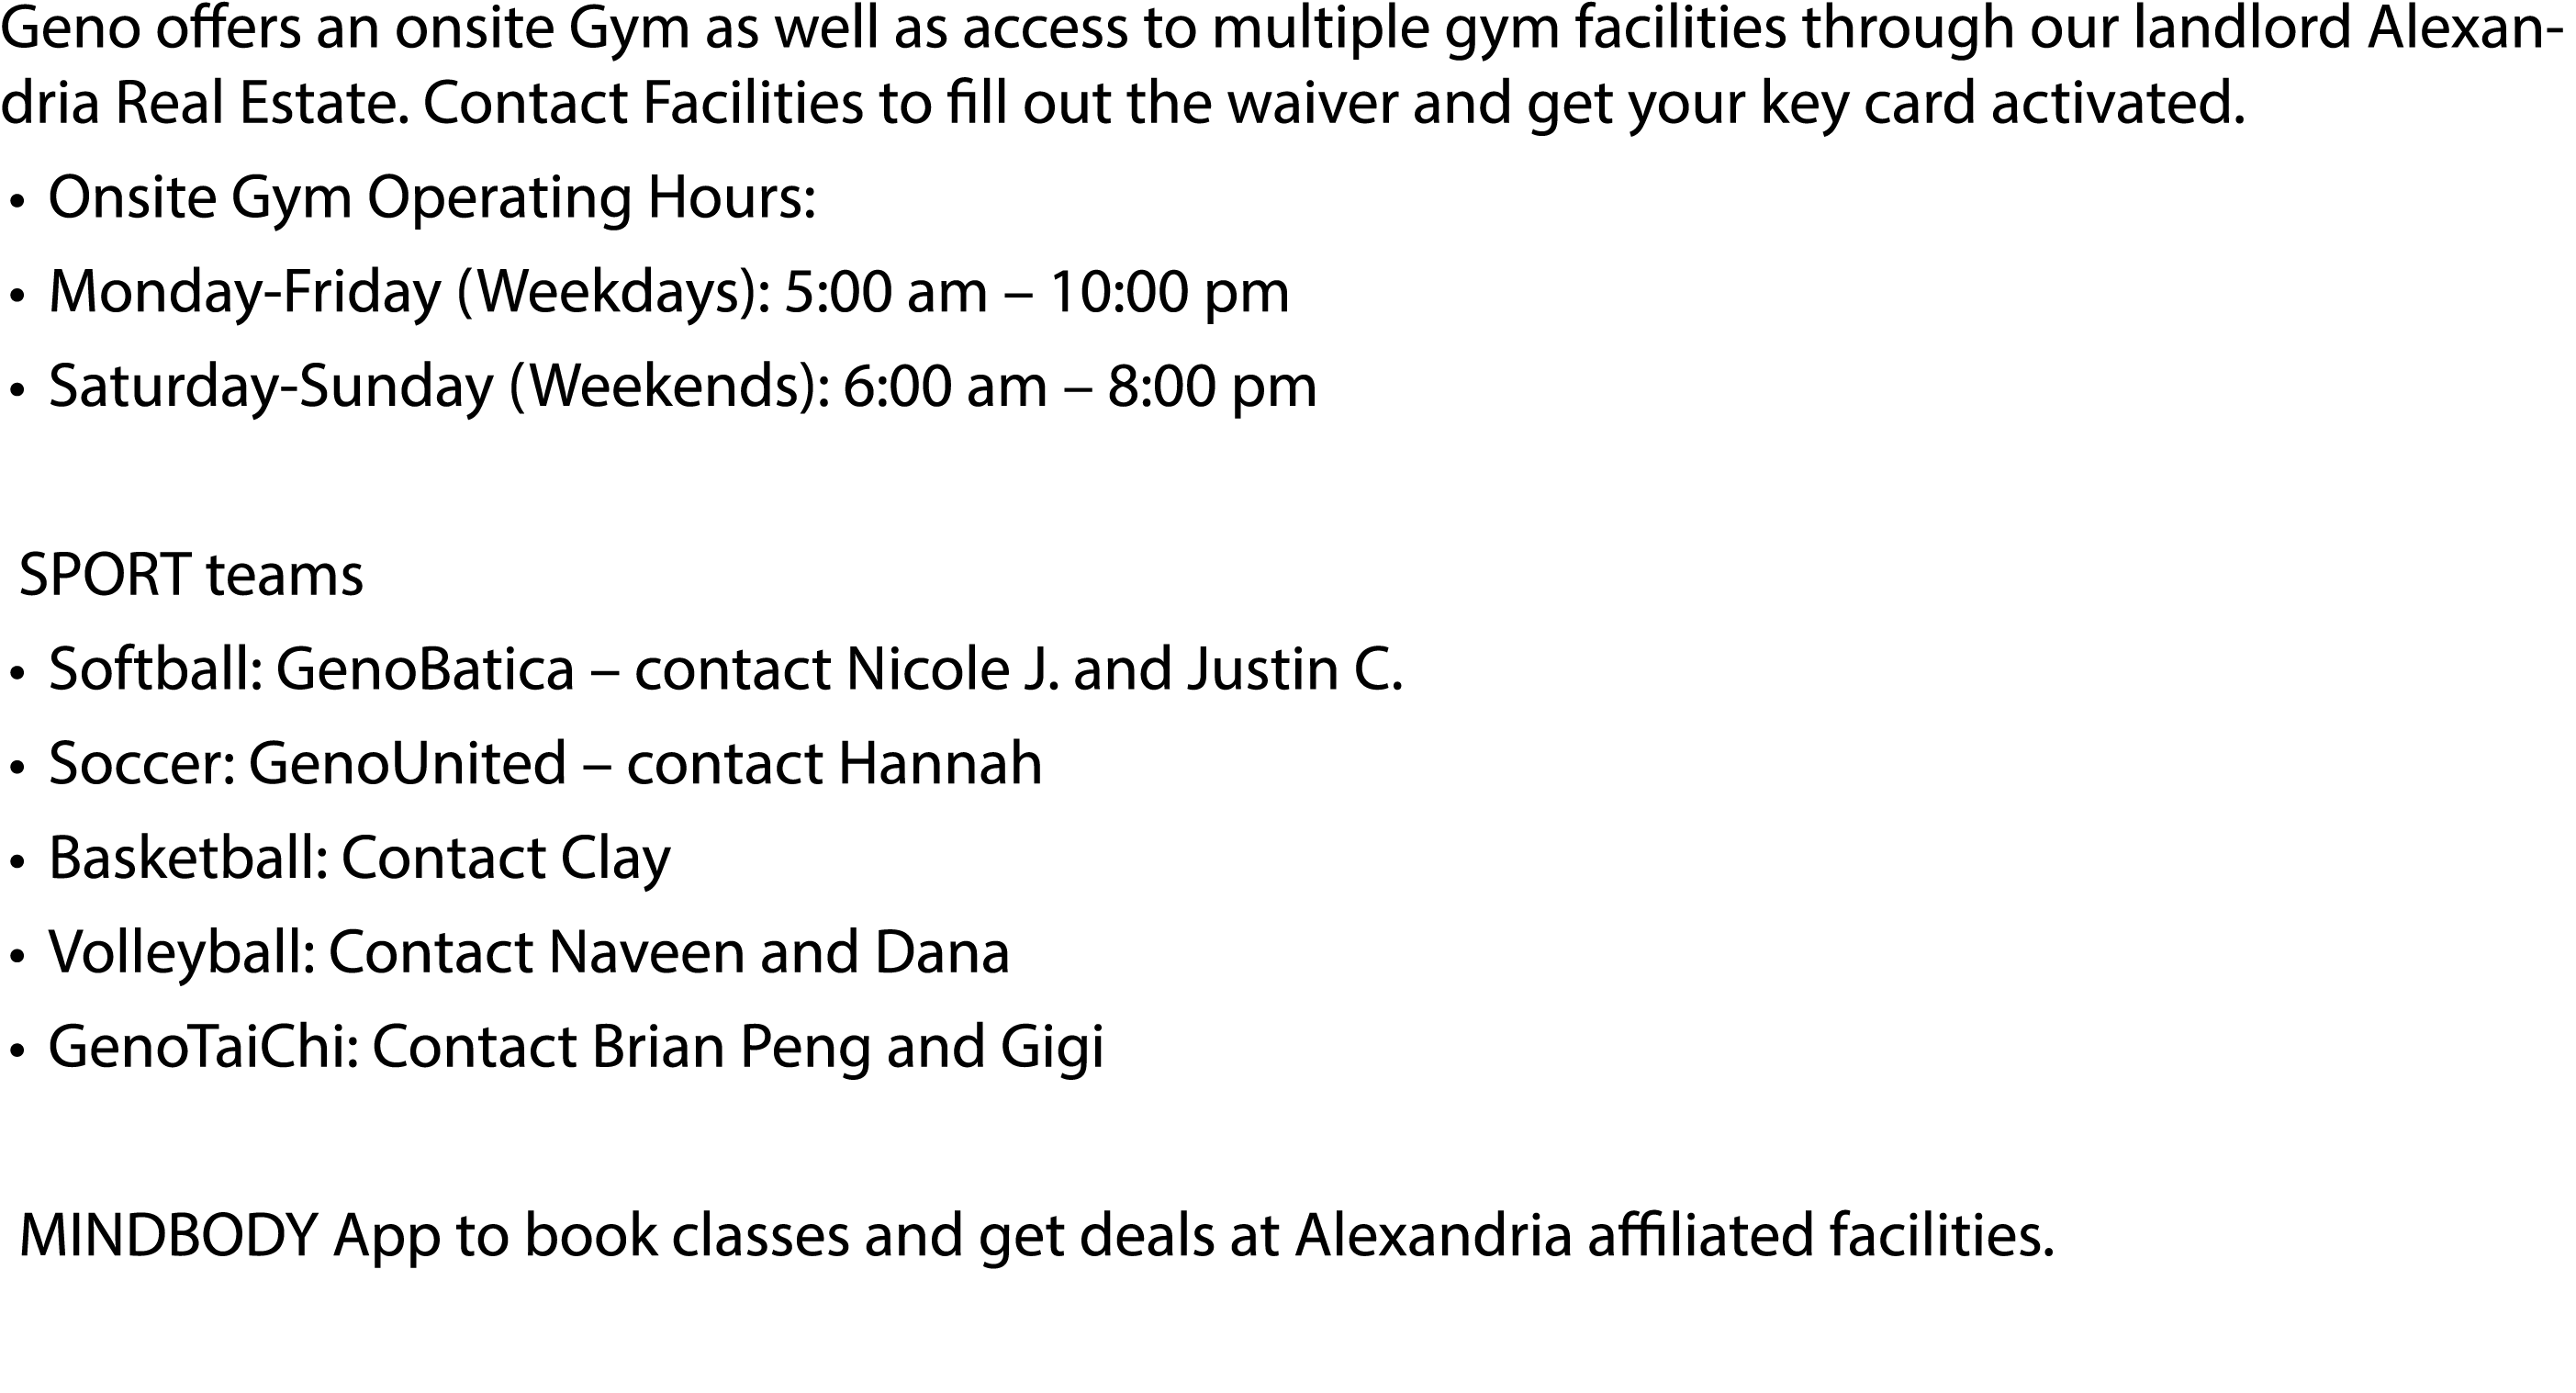 Geno offers an onsite Gym as well as access to multiple gym facilities through our landlord Alexan-
dria Real Estate. Contact Facilities to fill out the waiver and get your key card activated.
• Onsite Gym Operating Hours:
• Monday-Friday (Weekdays): 5:00 am – 10:00 pm
• Saturday-Sunday (Weekends): 6:00 am – 8:00 pm
SPORT teams
• Softball: GenoBatica – contact Nicole J. and Justin C.
• Soccer: GenoUnited – contact Hannah
• Basketball: Contact Clay
• Volleyball: Contact Naveen and Dana
• GenoTaiChi: Contact Brian Peng and Gigi
MINDBODY App to book classes and get deals at Alexandria affiliated facilities.